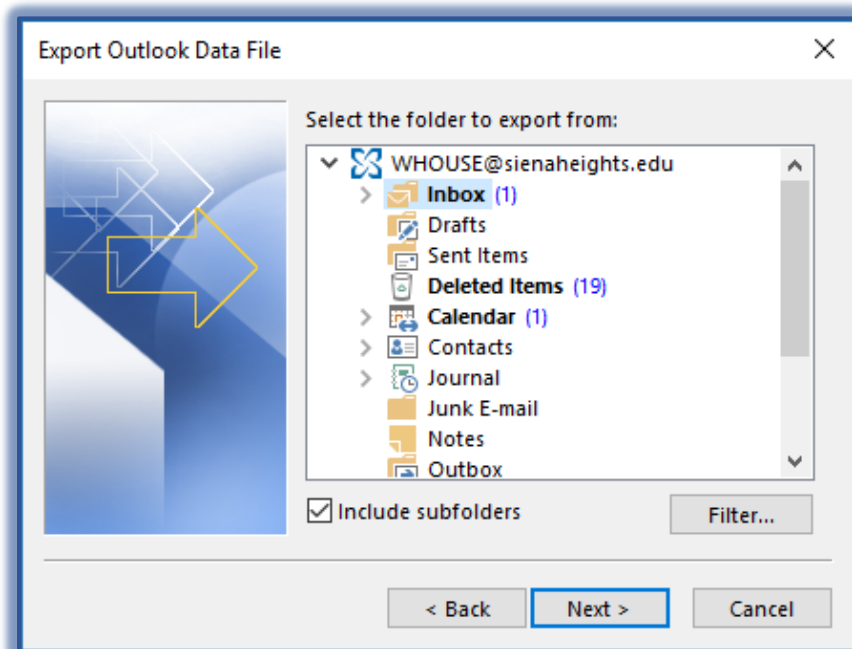 Export Outlook Data File
Select the folder to export from:
WHOUSE@sienaheights.edu
Inbox (1)
Drafts
Sent Items
Deleted Items (19)
Calendar (1)
Contacts
Journal
Junk E-mail
Notes
Outbox
Include subfolders
Filter...
< Back
Next >
Cancel